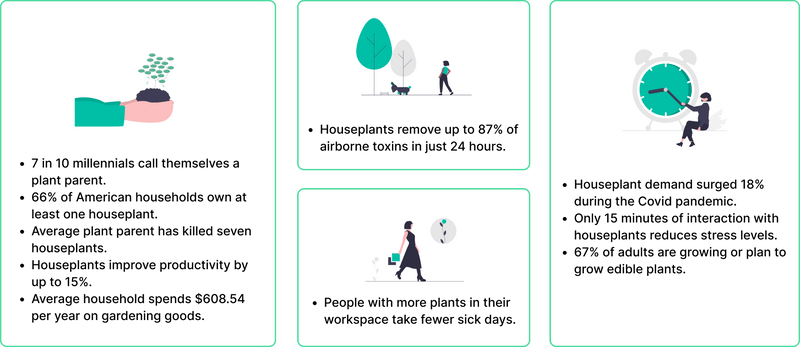 • 7 in 10 millennials call themselves a
plant parent.
• 66% of American households own at
least one houseplant.
• Average plant parent has killed seven
houseplants.
• Houseplants improve productivity by
up to 15%.
• Average household spends $608.54
per year on gardening goods.
• Houseplants remove up to 87% of
airborne toxins in just 24 hours.
• People with more plants in their
workspace take fewer sick days.
• Houseplant demand surged 18%
during the Covid pandemic.
• Only 15 minutes of interaction with
houseplants reduces stress levels.
• 67% of adults are growing or plan to
grow edible plants.